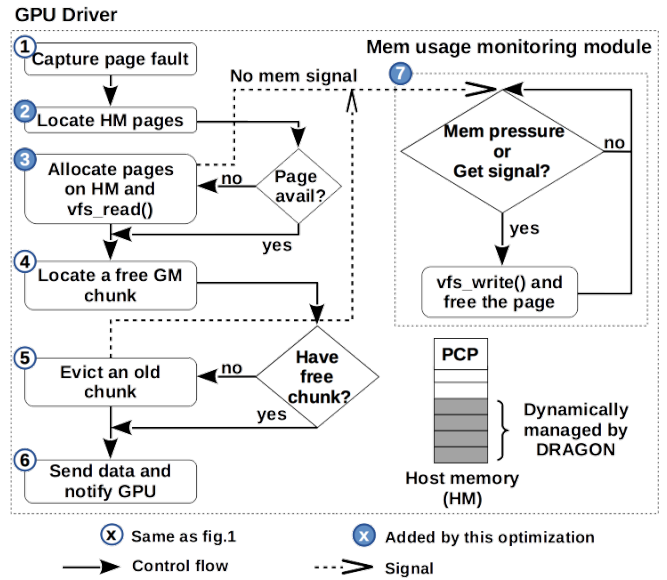 GPU Driver
1
Capture page fault
Mem usage monitoring module
No mem signal
7
2
Locate HM pages
Mem pressure
or
Get signal?
no
3
Allocate pages
on HM and
vfs_read()
no
Page
avail?
yes
yes
4
Locate a free GM
chunk
vfs_write() and
free the page
5
Evict an old
chunk
no
Have
free
chunk?
yes
PCP
Dynamically
managed by
DRAGON
6
Send data and
notify GPU
Host memory
(HM)
x Same as fig.1
x Added by this optimization
Control flow
Signal